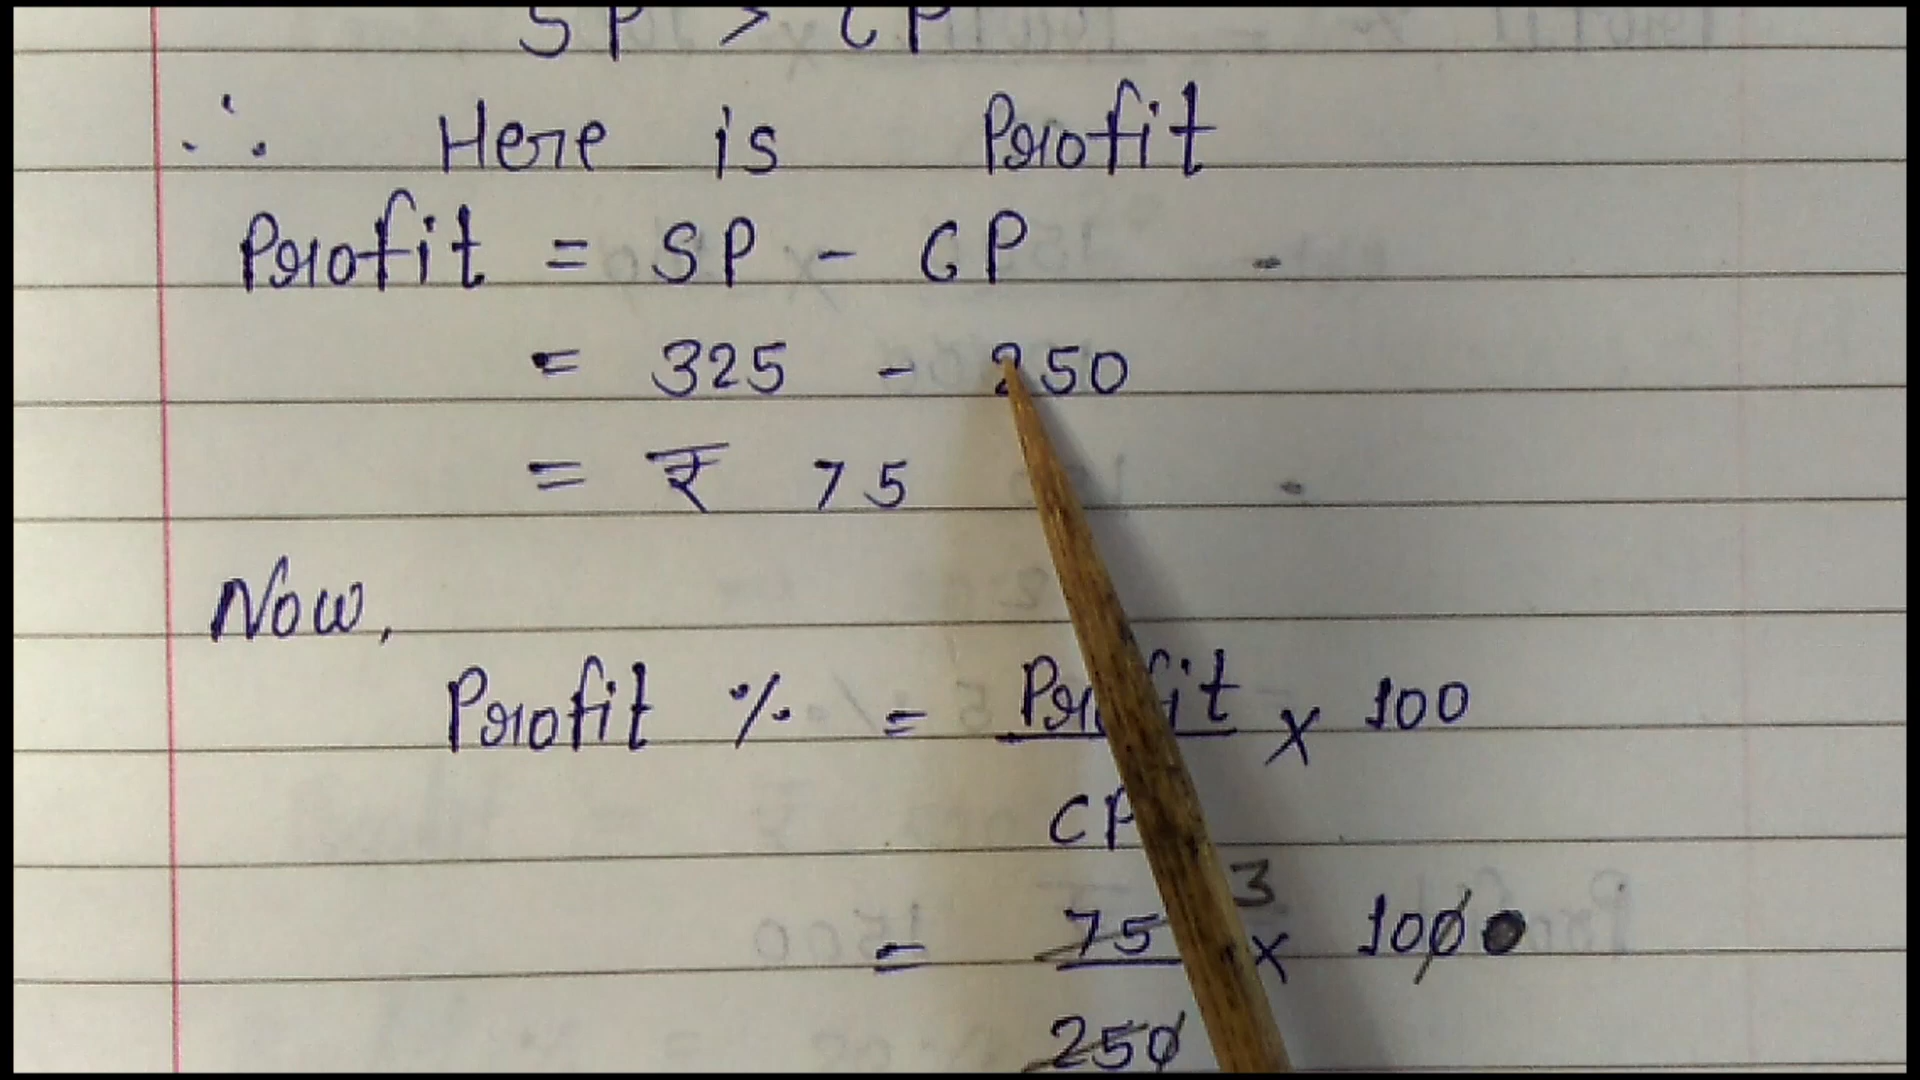 SP > CP
∴ Here is Profit
Profit = SP - CP
= 325 - 250
= ₹ 75
Now,
Profit % = Profit × 100
CP
3
= 75 × 100
250